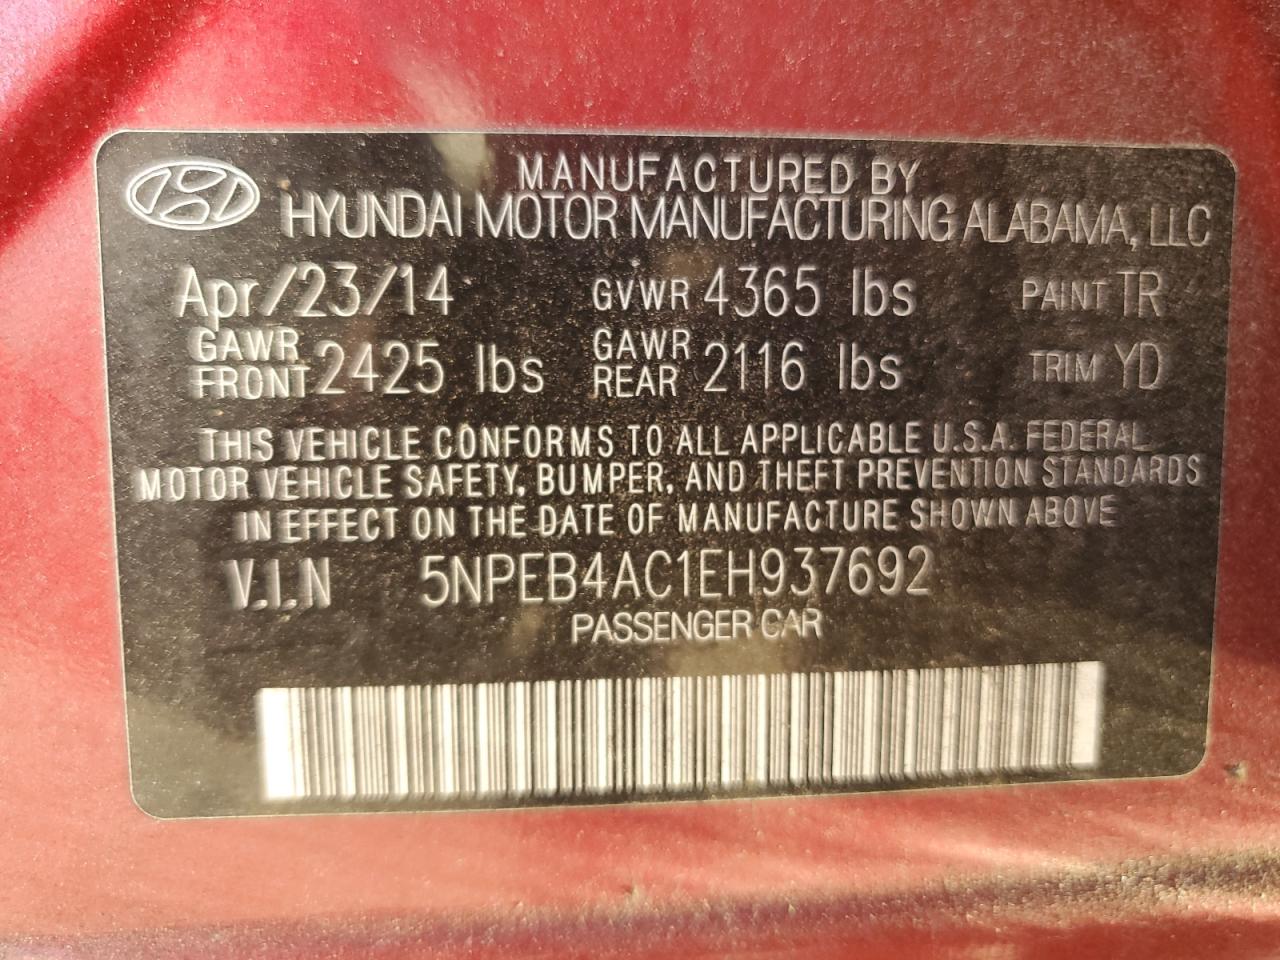 MANUFACTURED BY
HYUNDAI MOTOR MANUFACTURING ALABAMA, LLC
Apr/23/14 GVWR 4365 lbs PAINT TR
GAWR FRONT 2425 lbs GAWR REAR 2116 lbs TRIM YD
THIS VEHICLE CONFORMS TO ALL APPLICABLE U.S.A. FEDERAL
MOTOR VEHICLE SAFETY, BUMPER, AND THEFT PREVENTION STANDARDS
IN EFFECT ON THE DATE OF MANUFACTURE SHOWN ABOVE
V.I.N 5NPEB4AC1EH937692
PASSENGER CAR